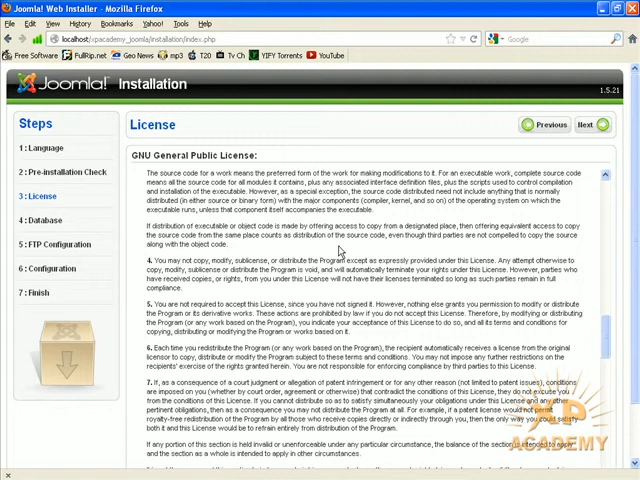 Joomla! Web Installer - Mozilla Firefox
File Edit View History Bookmarks Yahoo! Tools Help
localhost/xpacademy_joomla/installation/index.php
Google
Free Software FullRip.net Geo News mp3 T20 Tv Ch YIFY Torrents YouTube
Joomla! Installation
1.5.21
Steps
1 : Language
2 : Pre-installation Check
3 : License
4 : Database
5 : FTP Configuration
6 : Configuration
7 : Finish
License
Previous
Next
GNU General Public License:
The source code for a work means the preferred form of the work for making modifications to it. For an executable work, complete source code
means all the source code for all modules it contains, plus any associated interface definition files, plus the scripts used to control compilation
and installation of the executable. However, as a special exception, the source code distributed need not include anything that is normally
distributed (in either source or binary form) with the major components (compiler, kernel, and so on) of the operating system on which the
executable runs, unless that component itself accompanies the executable.
If distribution of executable or object code is made by offering access to copy from a designated place, then offering equivalent access to copy
the source code from the same place counts as distribution of the source code, even though third parties are not compelled to copy the source
along with the object code.
4. You may not copy, modify, sublicense, or distribute the Program except as expressly provided under this License. Any attempt otherwise to
copy, modify, sublicense or distribute the Program is void, and will automatically terminate your rights under this License. However, parties who
have received copies, or rights, from you under this License will not have their licenses terminated so long as such parties remain in full
compliance.
5. You are not required to accept this License, since you have not signed it. However, nothing else grants you permission to modify or distribute
the Program or its derivative works. These actions are prohibited by law if you do not accept this License. Therefore, by modifying or distributing
the Program (or any work based on the Program), you indicate your acceptance of this License to do so, and all its terms and conditions for
copying, distributing or modifying the Program or works based on it.
6. Each time you redistribute the Program (or any work based on the Program), the recipient automatically receives a license from the original
licensor to copy, distribute or modify the Program subject to these terms and conditions. You may not impose any further restrictions on the
recipients' exercise of the rights granted herein. You are not responsible for enforcing compliance by third parties to this License.
7. If, as a consequence of a court judgment or allegation of patent infringement or for any other reason (not limited to patent issues), conditions
are imposed on you (whether by court order, agreement or otherwise) that contradict the conditions of this License, they do not excuse you
from the conditions of this License. If you cannot distribute so as to satisfy simultaneously your obligations under this License and any other
pertinent obligations, then as a consequence you may not distribute the Program at all. For example, if a patent license would not permit
royalty-free redistribution of the Program by all those who receive copies directly or indirectly through you, then the only way you could satisfy
both it and this License would be to refrain entirely from distribution of the Program.
If any portion of this section is held invalid or unenforceable under any particular circumstance, the balance of the section is intended to apply
and the section as a whole is intended to apply in other circumstances.
XP
ACADEMY